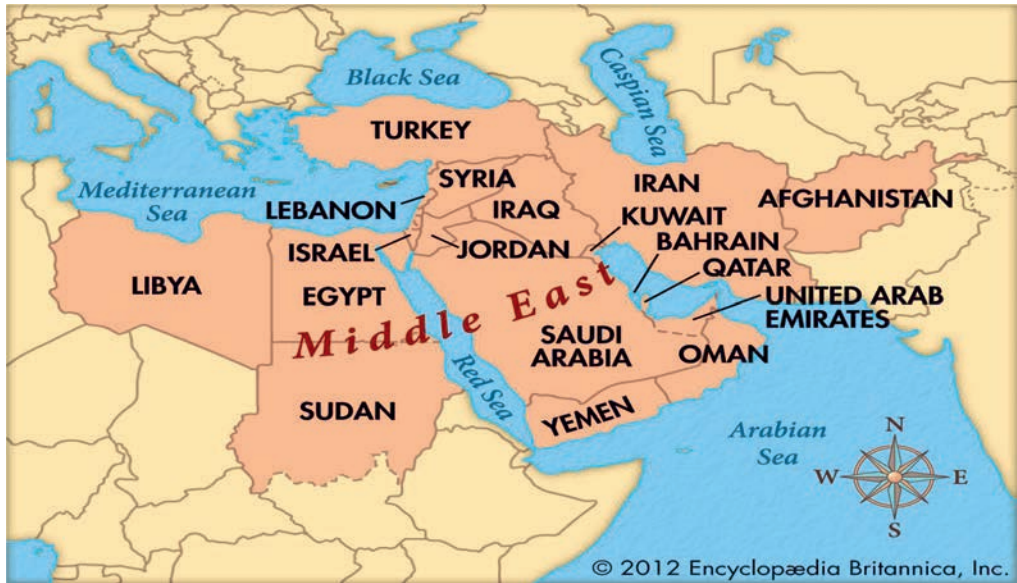 Black Sea
Caspian Sea
TURKEY
Mediterranean
Sea
SYRIA
LEBANON
IRAQ
IRAN
AFGHANISTAN
ISRAEL
JORDAN
KUWAIT
BAHRAIN
QATAR
LIBYA
EGYPT
UNITED ARAB
EMIRATES
Middle East
SAUDI
ARABIA
OMAN
Red Sea
SUDAN
YEMEN
Arabian
Sea
N
W
E
S
© 2012 Encyclopædia Britannica, Inc.